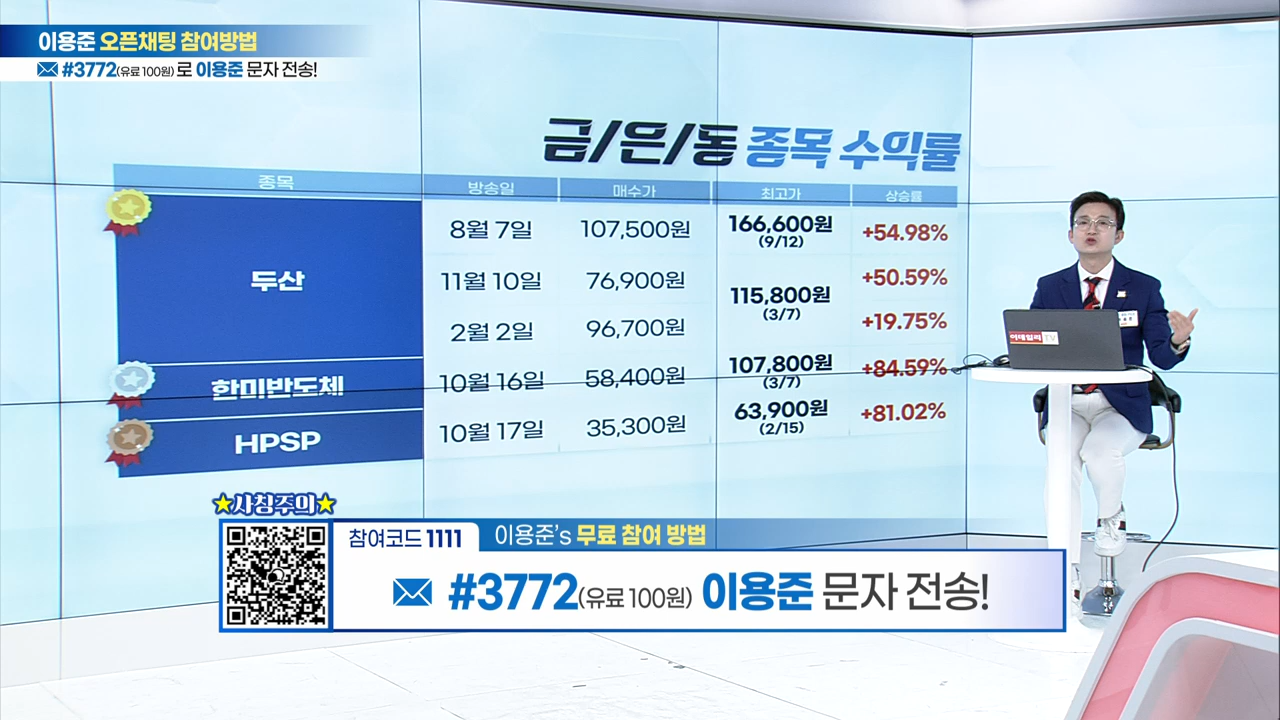 이용준 오픈채팅 참여방법
#3772(유료 100원) 로 이용준 문자 전송!
금/은/동 종목 수익률
종목 방송일 매수가 최고가 상승률
두산
8월 7일 107,500원 166,600원 (9/12) +54.98%
11월 10일 76,900원 115,800원 (3/7) +50.59%
2월 2일 96,700원 +19.75%
한미반도체 10월 16일 58,400원 107,800원 (3/7) +84.59%
HPSP 10월 17일 35,300원 63,900원 (2/15) +81.02%
이데일리 TV
★사칭주의★
참여코드 1111 이용준's 무료 참여 방법
#3772(유료 100원) 이용준 문자 전송!